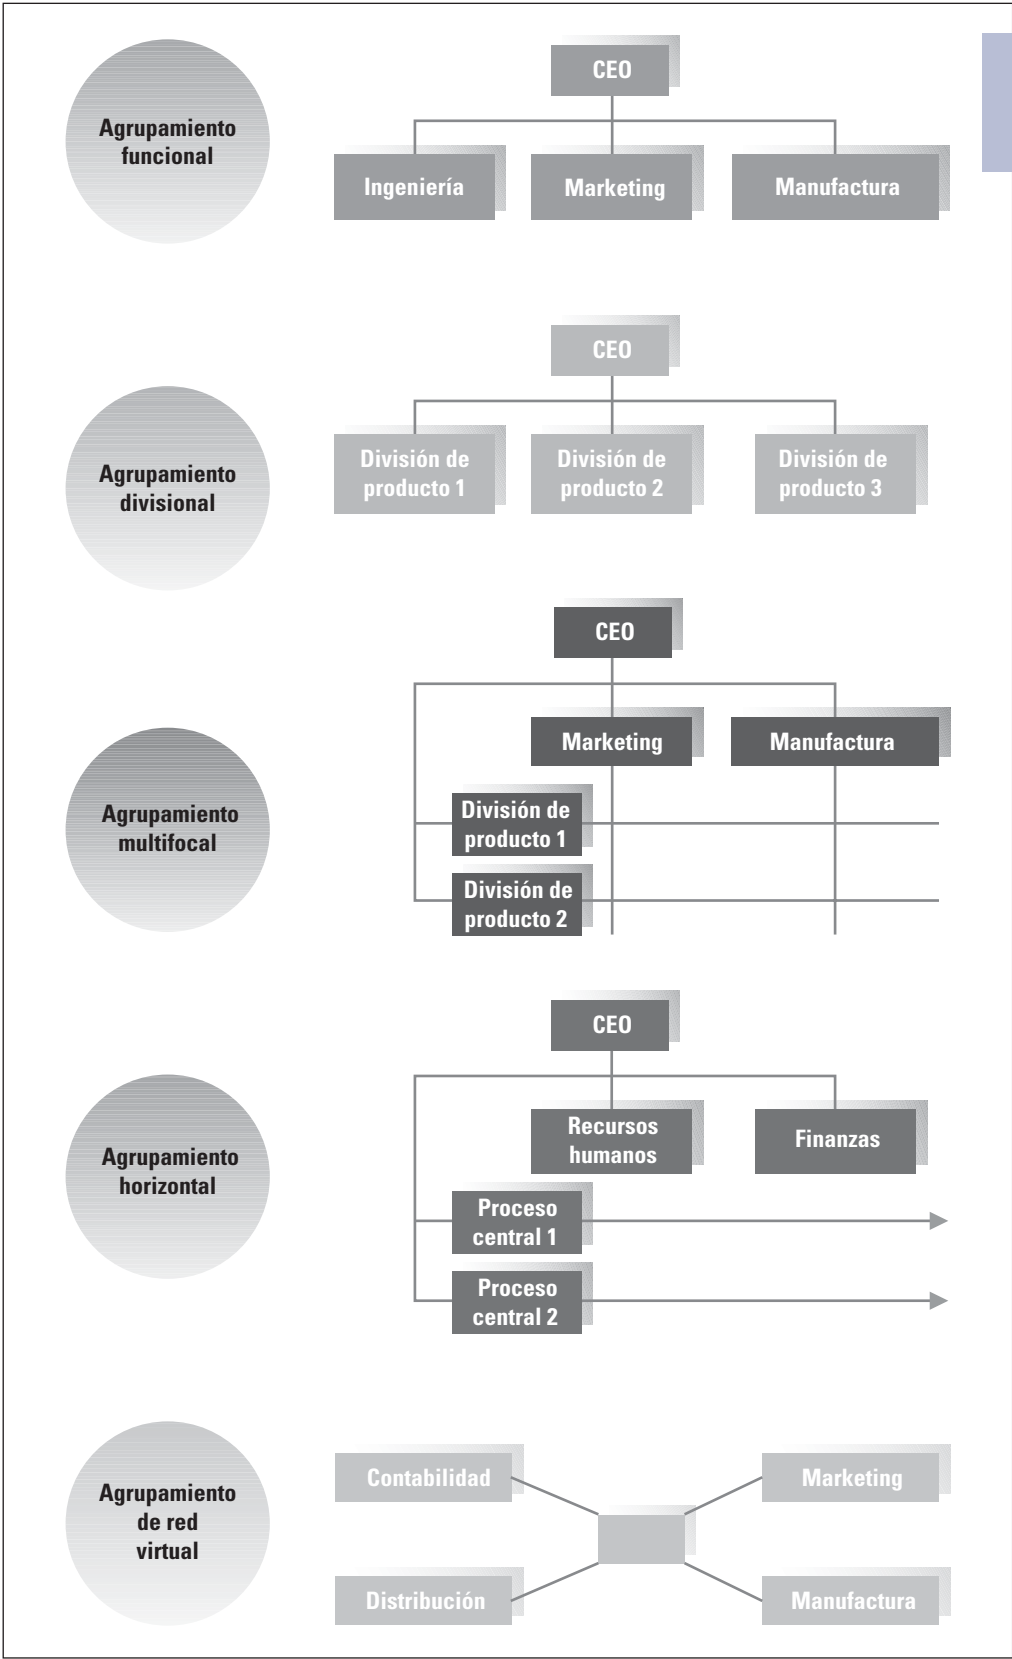 Agrupamiento
funcional
CEO
Ingeniería
Marketing
Manufactura
Agrupamiento
divisional
CEO
División de
producto 1
División de
producto 2
División de
producto 3
Agrupamiento
multifocal
CEO
Marketing
Manufactura
División de
producto 1
División de
producto 2
Agrupamiento
horizontal
CEO
Recursos
humanos
Finanzas
Proceso
central 1
Proceso
central 2
Agrupamiento
de red
virtual
Contabilidad
Marketing
Distribución
Manufactura